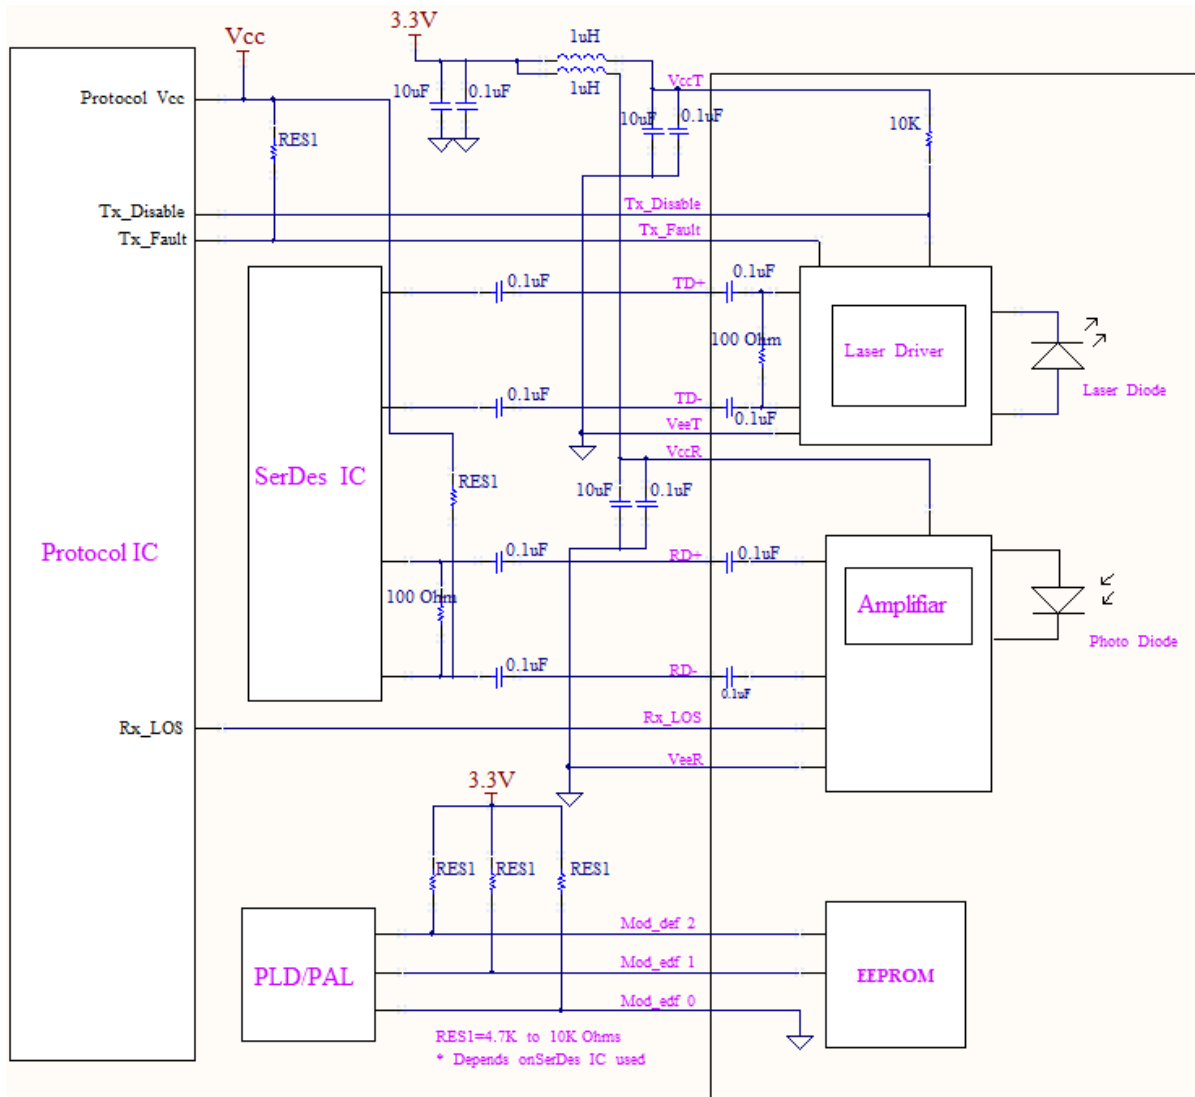 3.3V
Vcc
1uH
1uH
VccT
Protocol Vcc
10uF
0.1uF
10uF
0.1uF
10K
RES1
Tx_Disable
Tx_Disable
Tx_Fault
Tx_Fault
0.1uF
TD+
0.1uF
100 Ohm
Laser Driver
Laser Diode
0.1uF
TD-
0.1uF
VeeT
VccR
SerDes IC
RES1
10uF
0.1uF
Protocol IC
0.1uF
RD+
0.1uF
100 Ohm
Amplifiar
Photo Diode
0.1uF
RD-
0.1uF
Rx_LOS
Rx_LOS
VeeR
3.3V
RES1
RES1
RES1
Mod_def 2
PLD/PAL
Mod_edf 1
EEPROM
Mod_edf 0
RES1=4.7K to 10K Ohms
* Depends onSerDes IC used